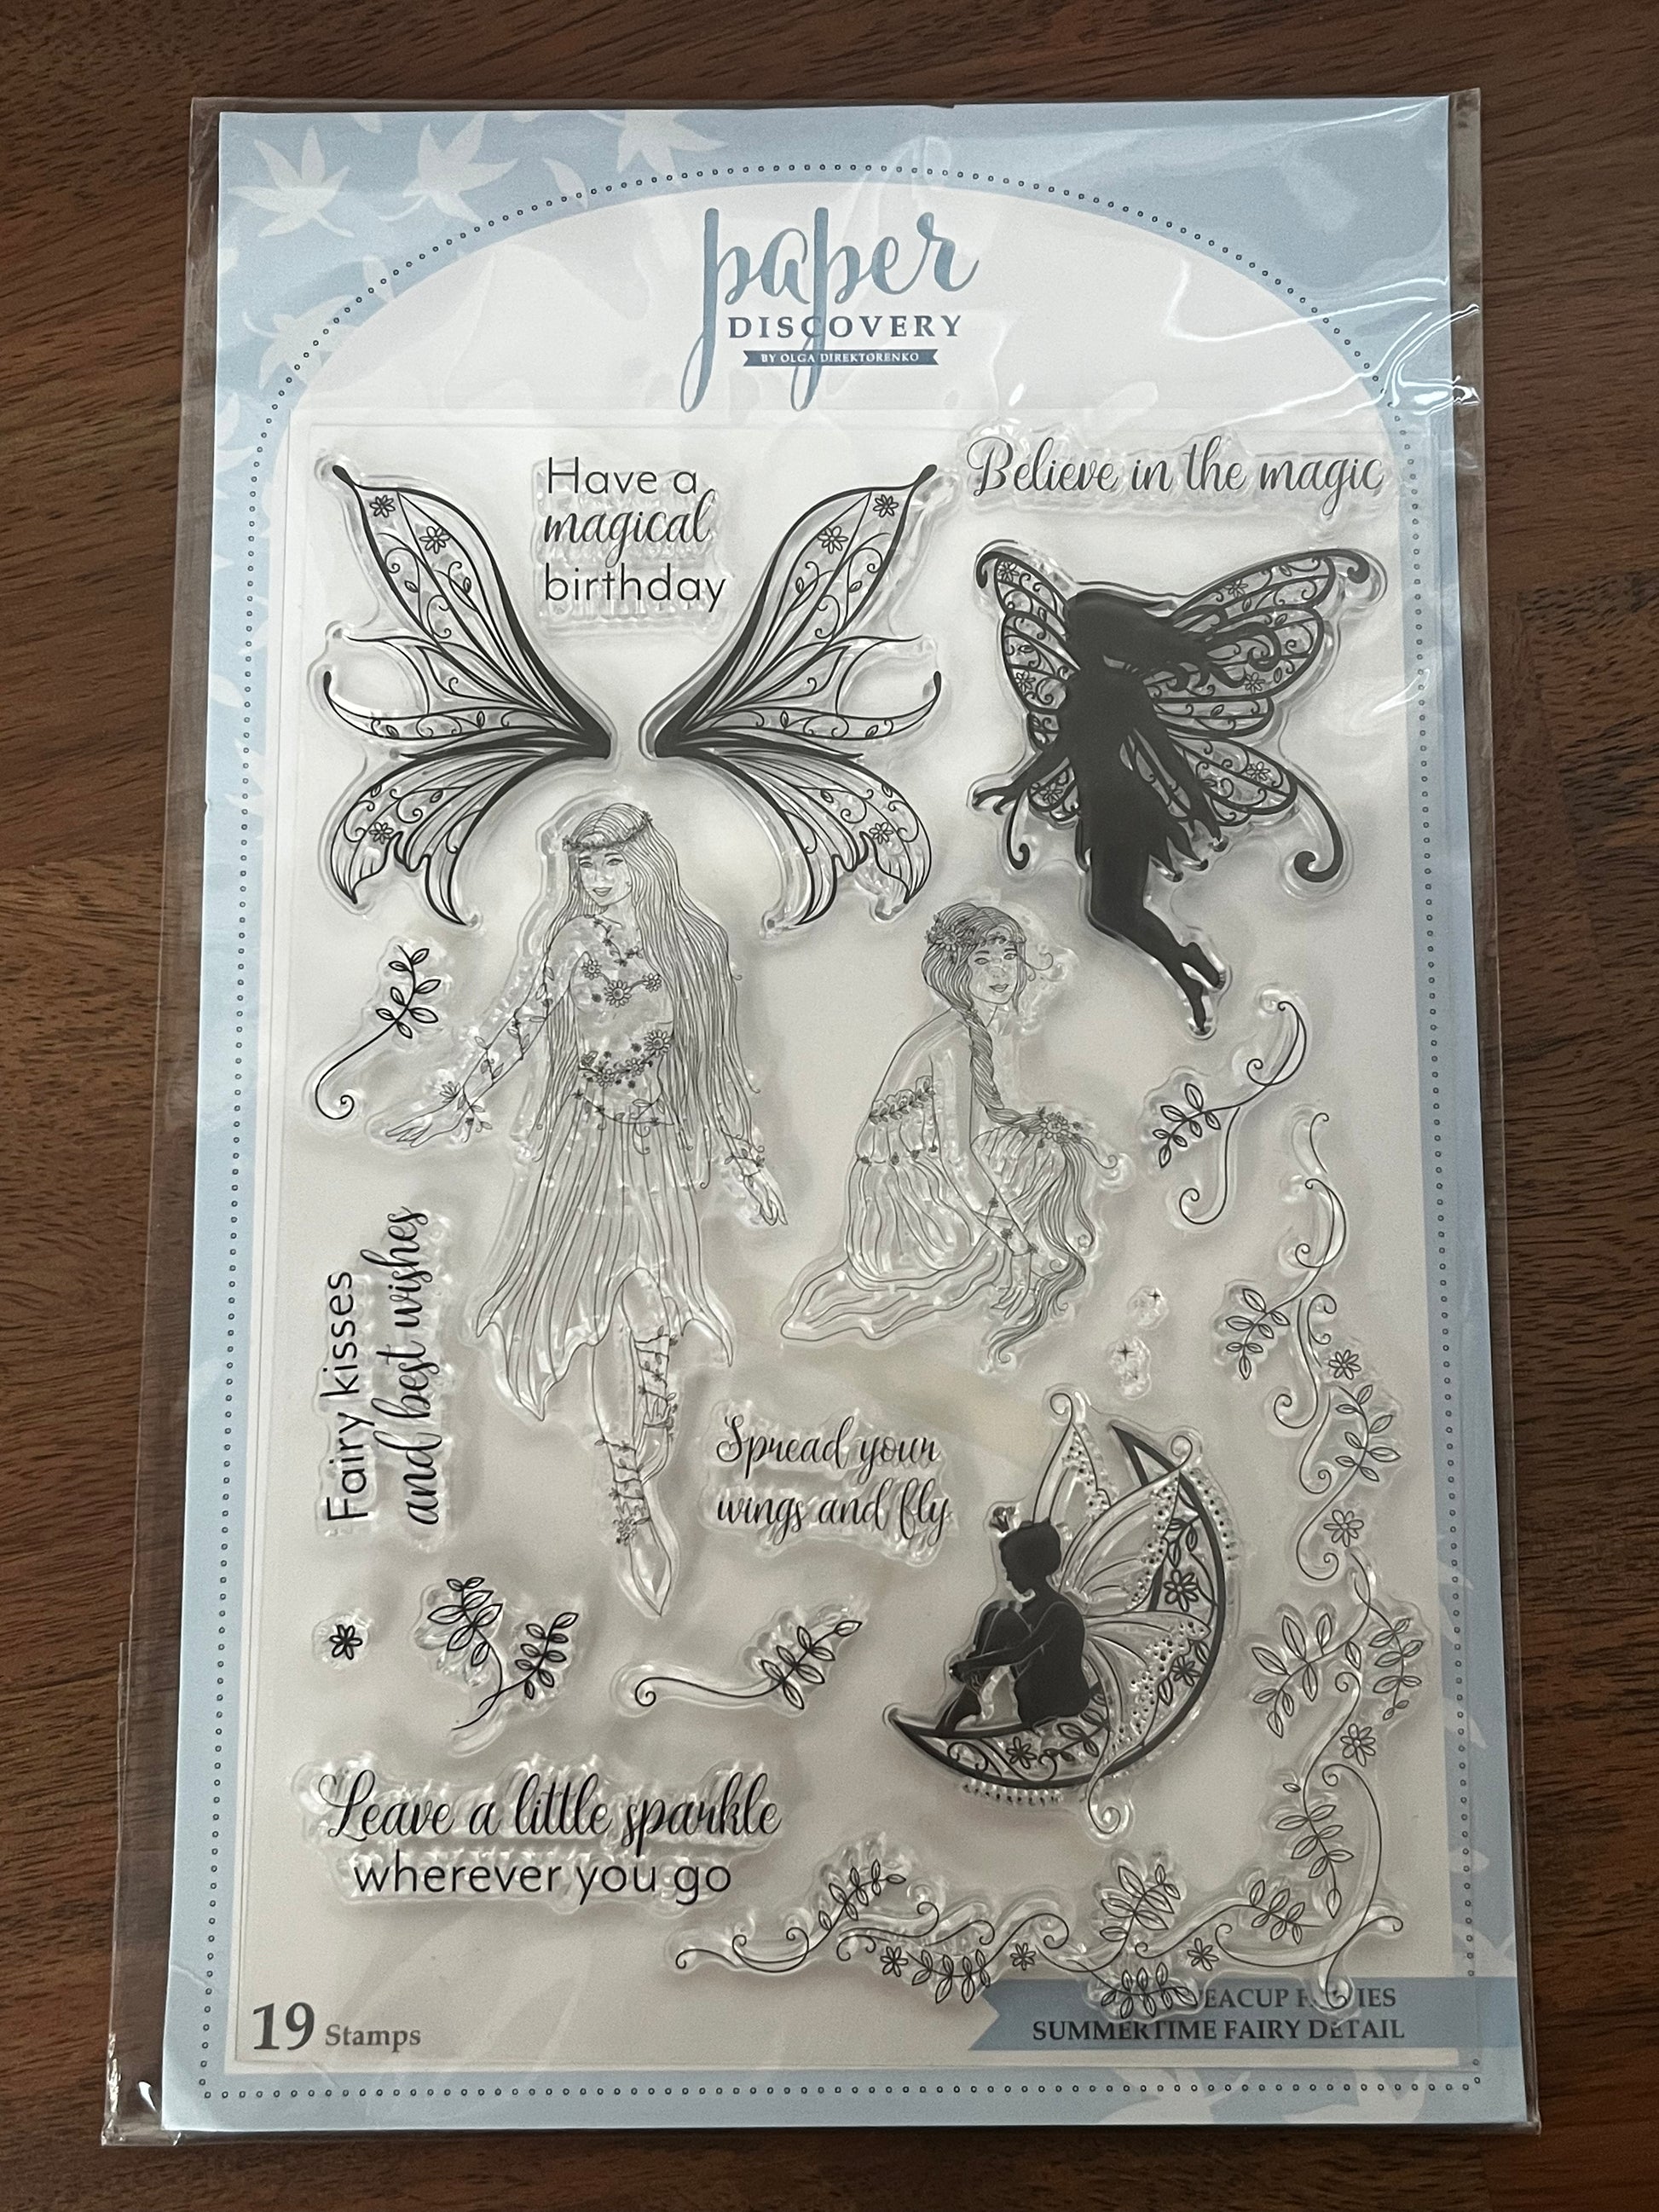 paper
DISCOVERY
BY OLGA DIREKTORENKO
Have a
magical
birthday
Believe in the magic
Fairy kisses
and best wishes
Spread your
wings and fly
Leave a little sparkle
wherever you go
19 Stamps
SUMMERTIME FAIRY DETAIL